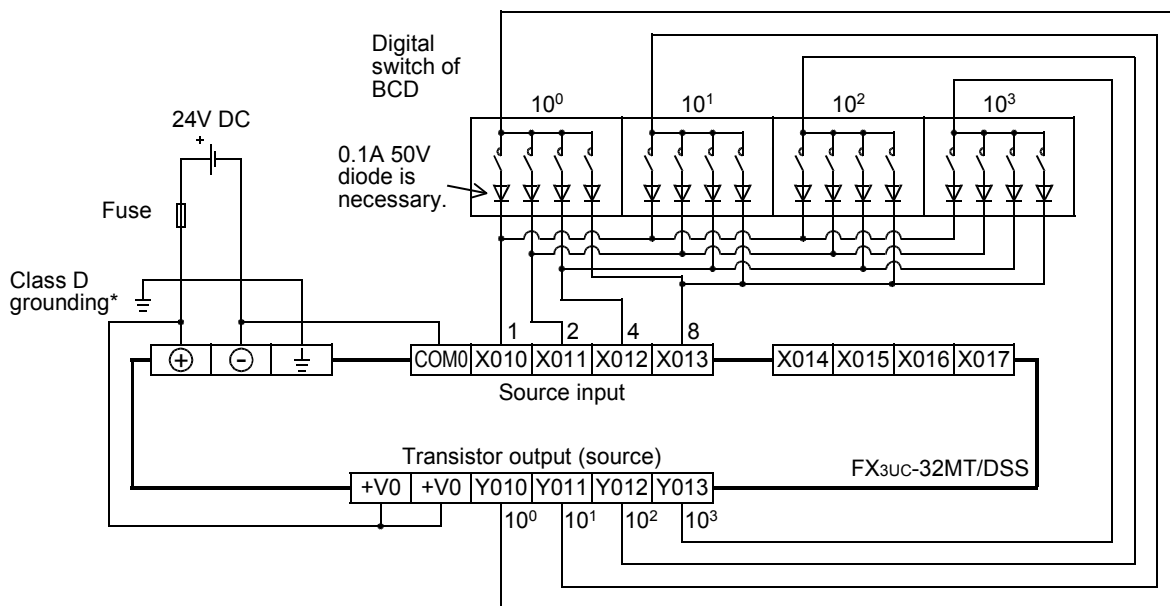 Digital
switch of
BCD
10⁰ 10¹ 10² 10³
24V DC
+
0.1A 50V
diode is
necessary.
Fuse
Class D
grounding*
1 2 4 8
+ - COM0 X010 X011 X012 X013 X014 X015 X016 X017
Source input
Transistor output (source)
FX3UC-32MT/DSS
+V0 +V0 Y010 Y011 Y012 Y013
10⁰ 10¹ 10² 10³